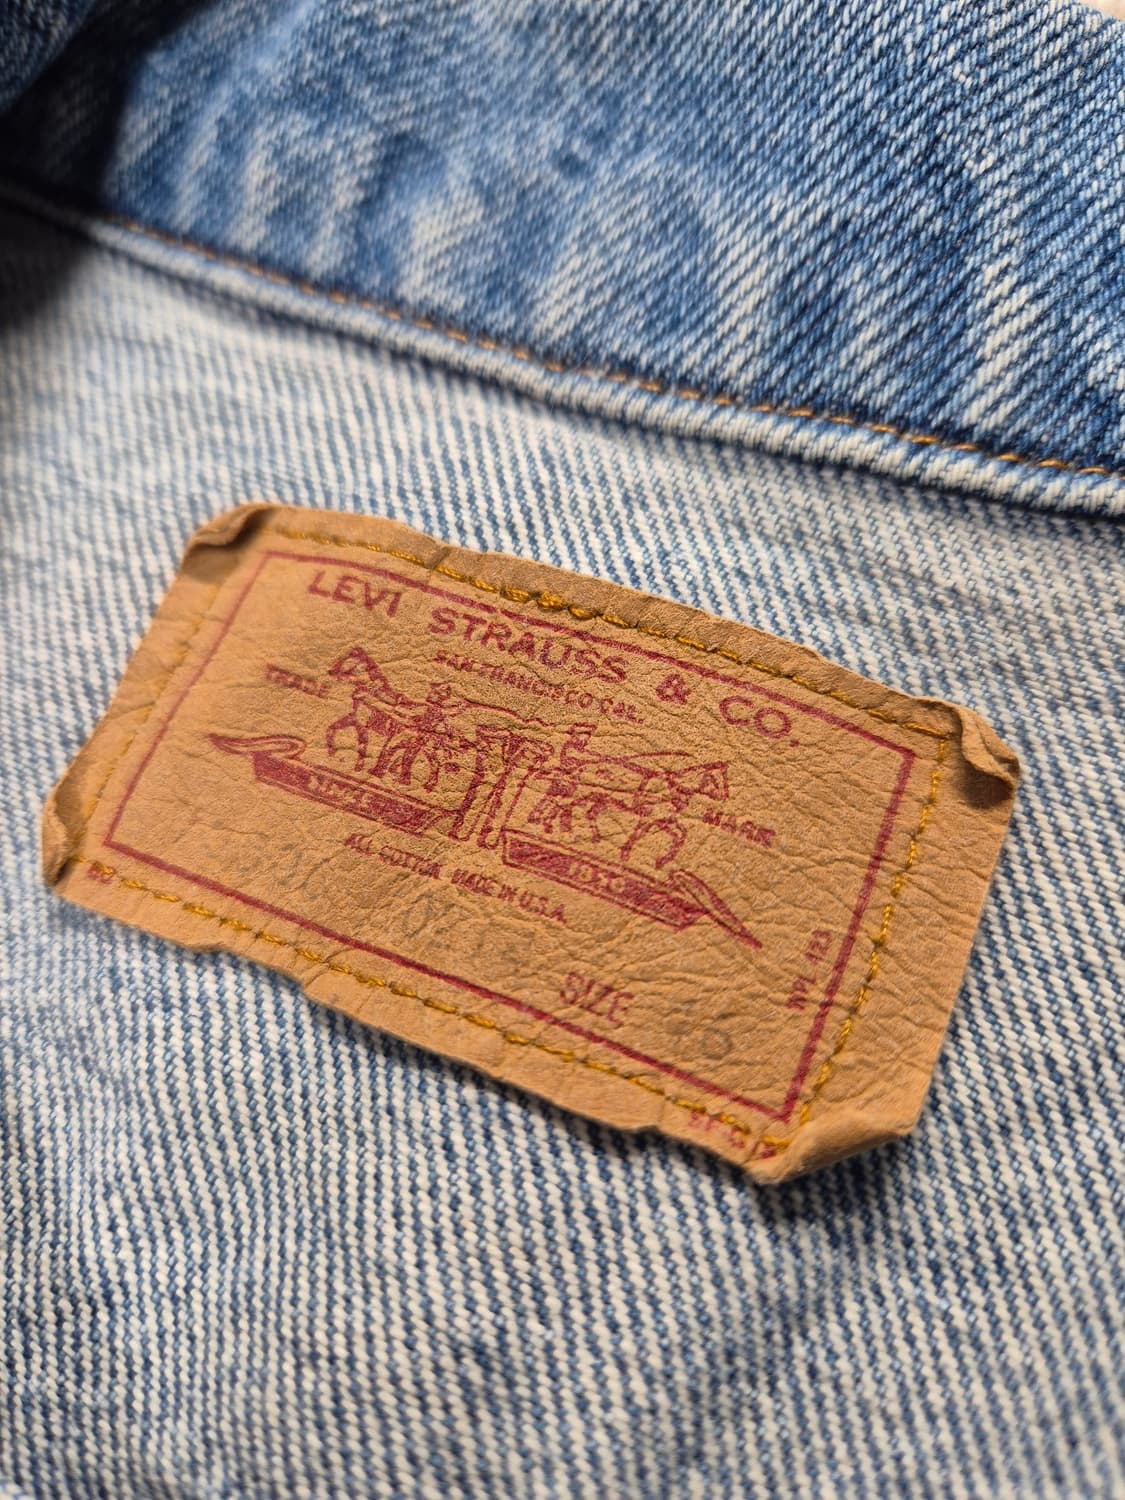 LEVI STRAUSS & CO.
SAN FRANCISCO CAL.
TRADE MARK
ALL COTTON MADE IN U.S.A.
SIZE